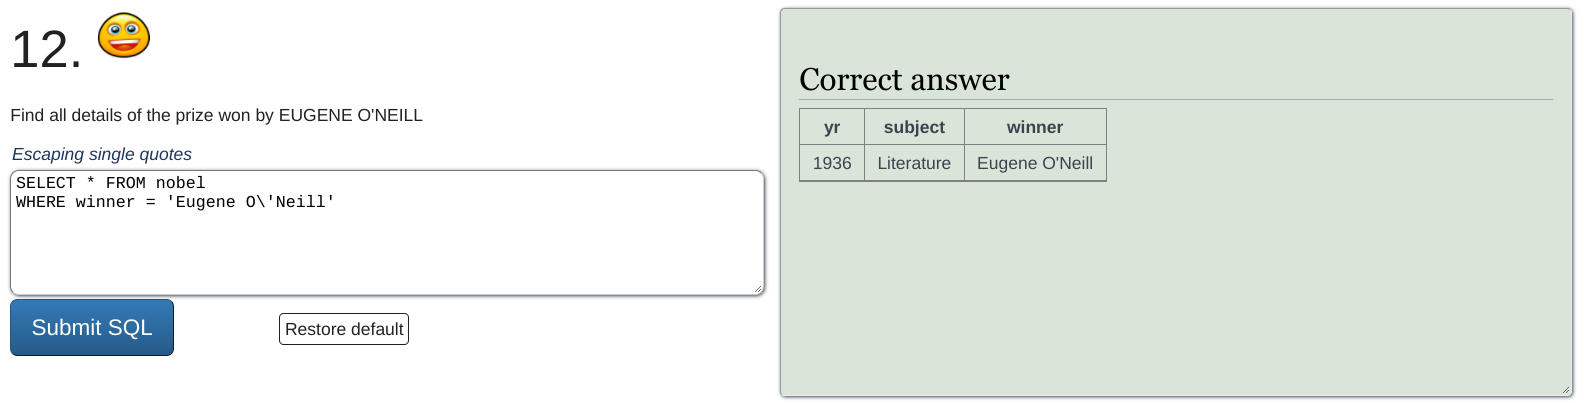 12.
Find all details of the prize won by EUGENE O'NEILL
Escaping single quotes
SELECT * FROM nobel
WHERE winner = 'Eugene O\'Neill'
Submit SQL
Restore default
Correct answer
yr subject winner
1936 Literature Eugene O'Neill